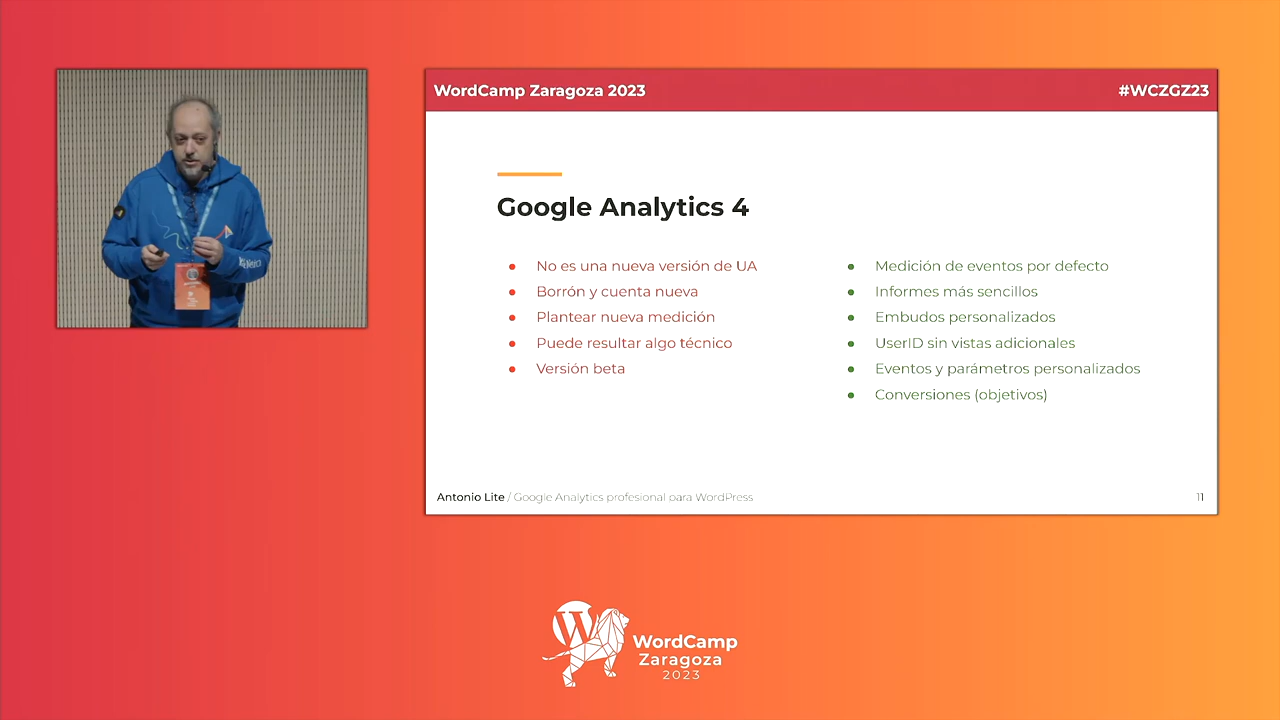 WordCamp Zaragoza 2023
#WCZGZ23
Google Analytics 4
No es una nueva versión de UA
Borrón y cuenta nueva
Plantear nueva medición
Puede resultar algo técnico
Versión beta
Medición de eventos por defecto
Informes más sencillos
Embudos personalizados
UserID sin vistas adicionales
Eventos y parámetros personalizados
Conversiones (objetivos)
Antonio Lite / Google Analytics profesional para WordPress
11
WordCamp
Zaragoza
2023